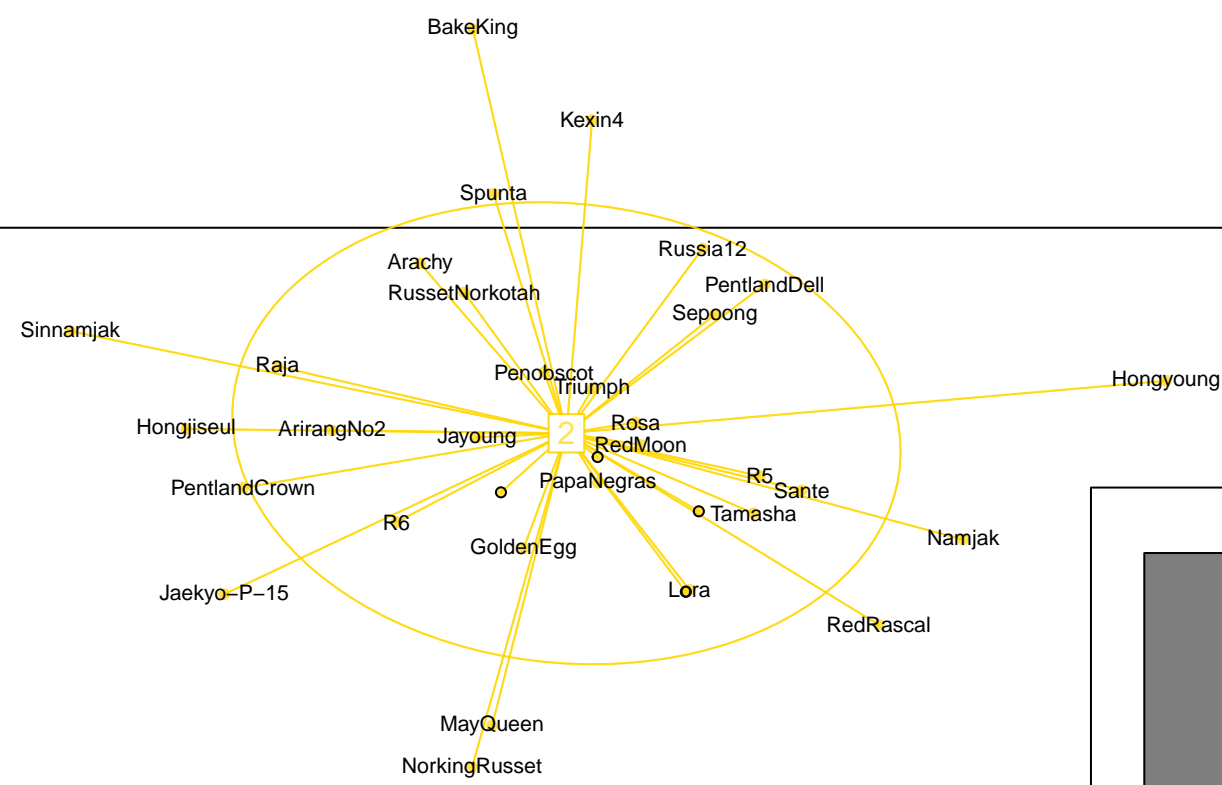 BakeKing
Kexin4
Spunta
Russia12
Arachy
PentlandDell
RussetNorkotah
Sepoong
Sinnamjak
Raja
Penobscot
Triumph
Hongyoung
Rosa
Hongjiseul
ArirangNo2
Jayoung
2
RedMoon
R5
PapaNegras
PentlandCrown
Sante
Tamasha
R6
Namjak
GoldenEgg
Lora
Jaekyo−P−15
RedRascal
MayQueen
NorkingRusset